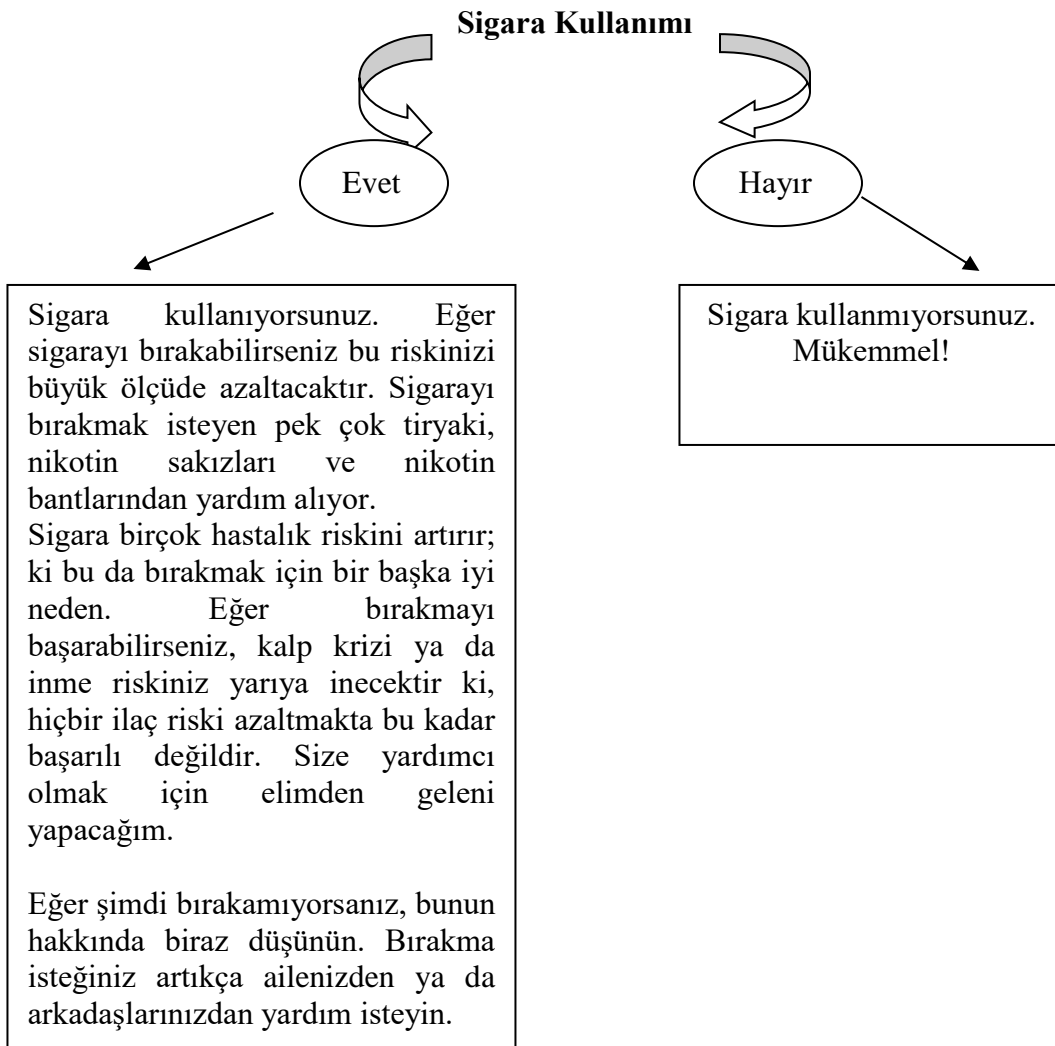 Sigara Kullanımı
Evet
Hayır
Sigara kullanıyorsunuz. Eğer
sigarayı bırakabilirseniz bu riskinizi
büyük ölçüde azaltacaktır. Sigarayı
bırakmak isteyen pek çok tiryaki,
nikotin sakızları ve nikotin
bantlarından yardım alıyor.
Sigara birçok hastalık riskini artırır;
ki bu da bırakmak için bir başka iyi
neden. Eğer bırakmayı
başarabilirseniz, kalp krizi ya da
inme riskiniz yarıya inecektir ki,
hiçbir ilaç riski azaltmakta bu kadar
başarılı değildir. Size yardımcı
olmak için elimden geleni
yapacağım.
Eğer şimdi bırakamıyorsanız, bunun
hakkında biraz düşünün. Bırakma
isteğiniz artıkça ailenizden ya da
arkadaşlarınızdan yardım isteyin.
Sigara kullanmıyorsunuz.
Mükemmel!